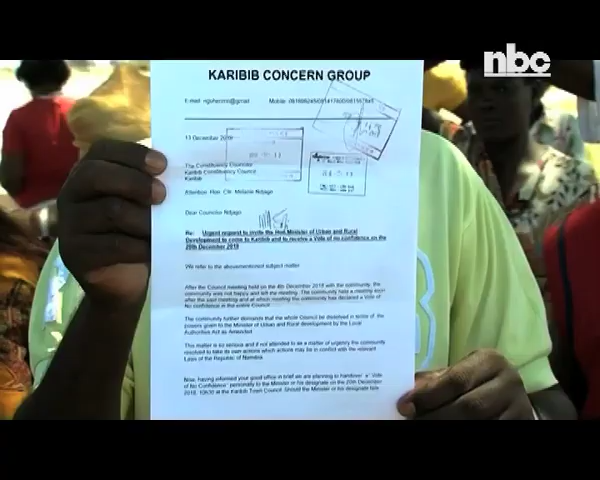 nbc
KARIBIB CONCERN GROUP
E-mail:
Mobile:
13 December
The Constituency Councilor
Karibib Constituency Council
Karibib
Attention: Hon. Cllr. Melania Ndjago
Dear Councilor Ndjago
Re: Urgent request to invite the Hon Minister of Urban and Rural
Development to come to Karibib and to receive a Vote of no confidence on the
20th December 2018
We refer to the abovementioned subject matter
After the Council meeting held on the 4th December 2018 with the community, the
community was not happy and left the meeting. The community held a meeting soon
after the said meeting and at which meeting the community has declared a Vote of
No confidence in the entire Council.
The community further demands that the whole Council be dissolved in terms of the
powers given to the Minister of Urban and Rural development by the Local
Authorities Act as Amended
This matter is so serious and if not attended to as a matter of urgency the community
resolved to take its own actions which actions may be in conflict with the relevant
Laws of the Republic of Namibia
Now, having informed your good office in brief we are planning to handover a "Vote
of No Confidence" personally to the Minister or his designate on the 20th December
2018, 10H30 at the Karibib Town Council. Should the Minister or his designate fails